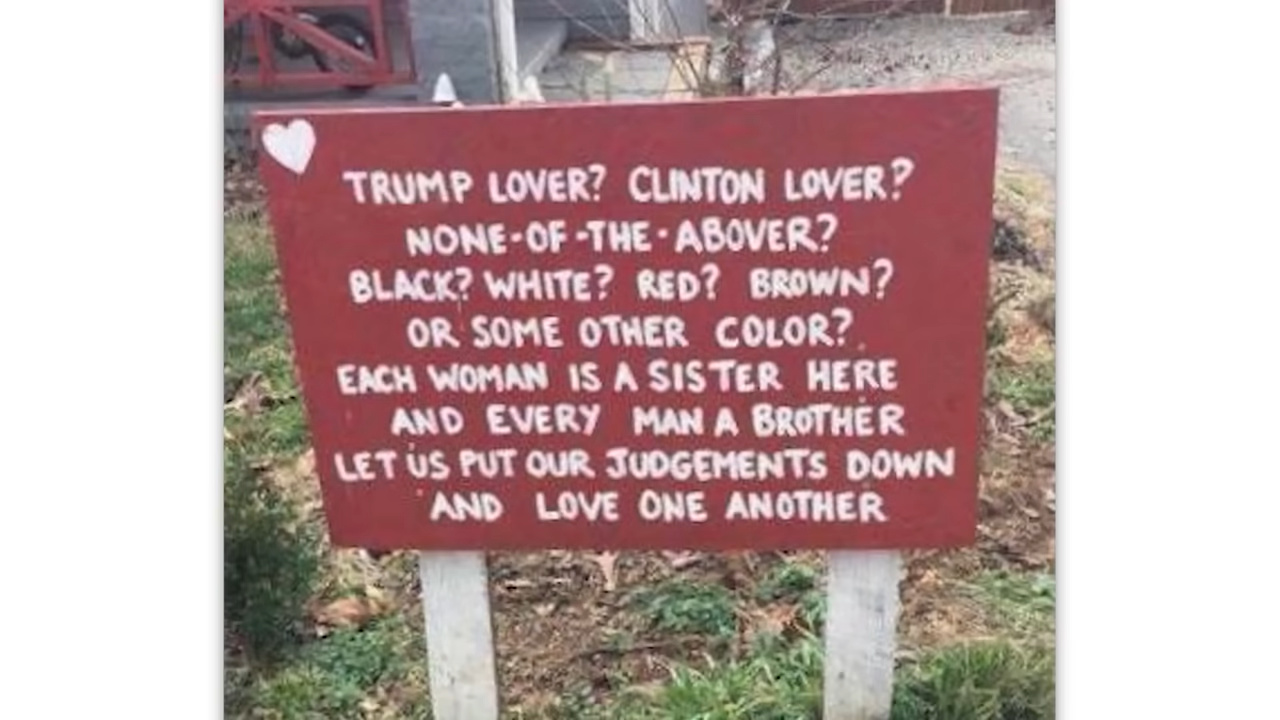 TRUMP LOVER? CLINTON LOVER?
NONE-OF-THE-ABOVER?
BLACK? WHITE? RED? BROWN?
OR SOME OTHER COLOR?
EACH WOMAN IS A SISTER HERE
AND EVERY MAN A BROTHER
LET US PUT OUR JUDGEMENTS DOWN
AND LOVE ONE ANOTHER